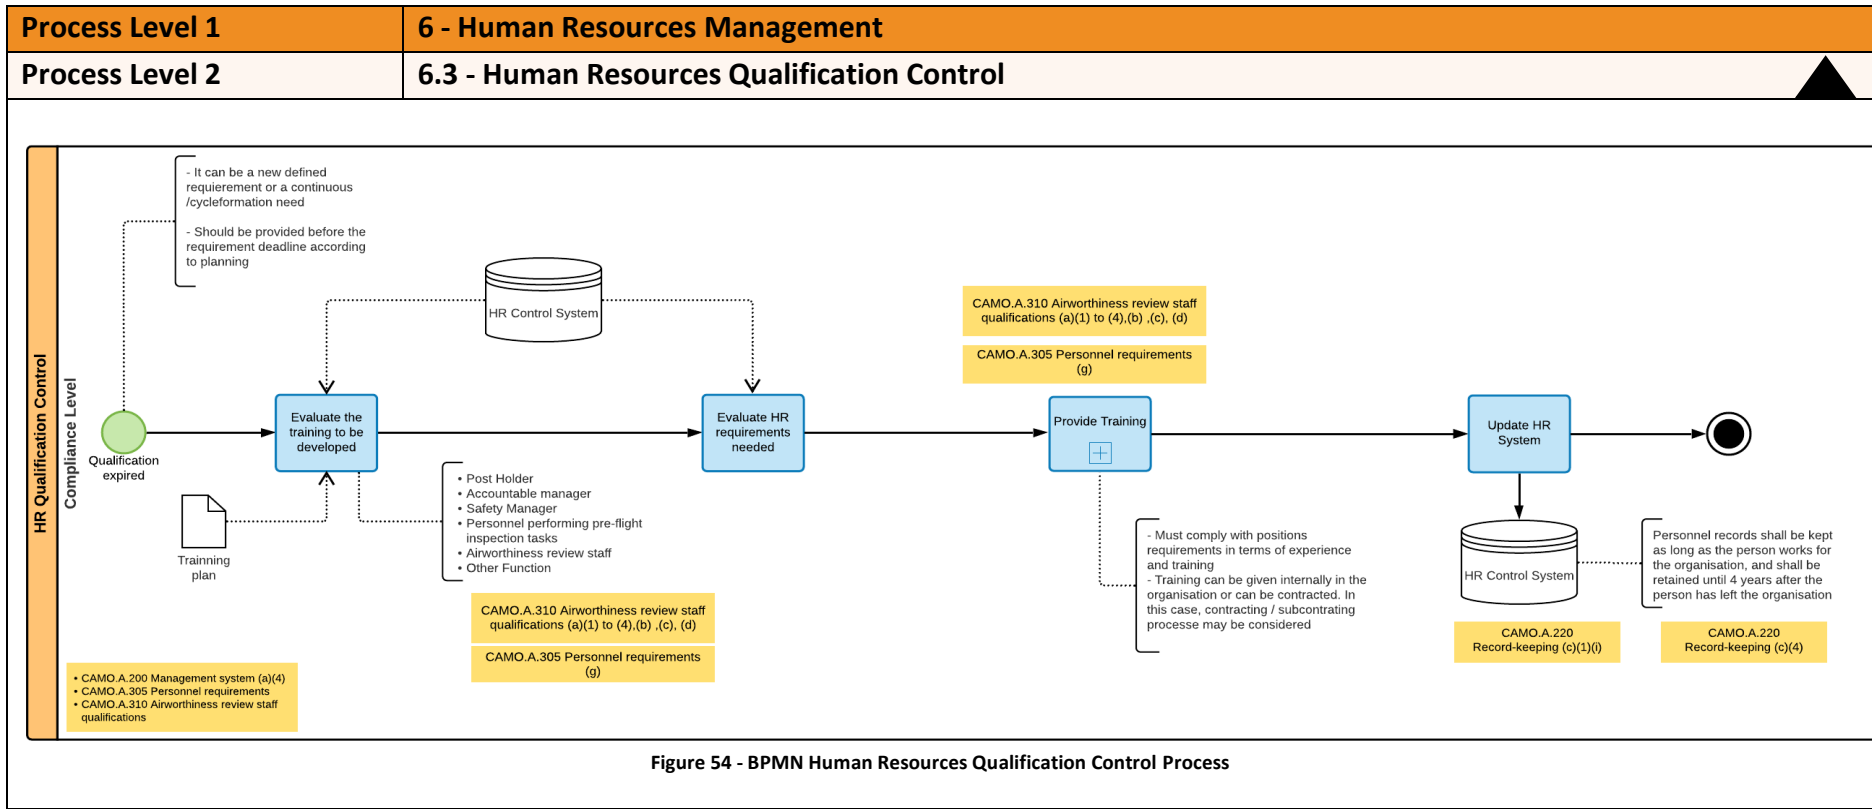 Process Level 1
6 - Human Resources Management
Process Level 2
6.3 - Human Resources Qualification Control
HR Qualification Control
Compliance Level
- It can be a new defined
requierement or a continuous
/cycleformation need
- Should be provided before the
requirement deadline according
to planning
HR Control System
Qualification
expired
Evaluate the
training to be
developed
Trainning
plan
• Post Holder
• Accountable manager
• Safety Manager
• Personnel performing pre-flight
inspection tasks
• Airworthiness review staff
• Other Function
CAMO.A.310 Airworthiness review staff
qualifications (a)(1) to (4),(b) ,(c), (d)
CAMO.A.305 Personnel requirements
(g)
• CAMO.A.200 Management system (a)(4)
• CAMO.A.305 Personnel requirements
• CAMO.A.310 Airworthiness review staff
qualifications
Evaluate HR
requirements
needed
CAMO.A.310 Airworthiness review staff
qualifications (a)(1) to (4),(b) ,(c), (d)
CAMO.A.305 Personnel requirements
(g)
Provide Training
- Must comply with positions
requirements in terms of experience
and training
- Training can be given internally in the
organisation or can be contracted. In
this case, contracting / subcontrating
processe may be considered
Update HR
System
HR Control System
Personnel records shall be kept
as long as the person works for
the organisation, and shall be
retained until 4 years after the
person has left the organisation
CAMO.A.220
Record-keeping (c)(1)(i)
CAMO.A.220
Record-keeping (c)(4)
Figure 54 - BPMN Human Resources Qualification Control Process